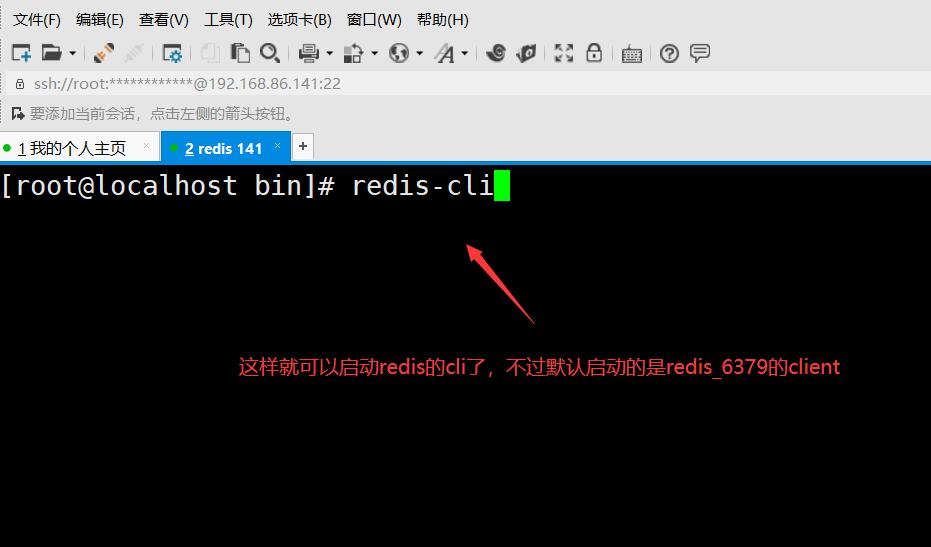 文件(F) 编辑(E) 查看(V) 工具(T) 选项卡(B) 窗口(W) 帮助(H)
ssh://root:************@192.168.86.141:22
要添加当前会话，点击左侧的箭头按钮。
1 我的个人主页 × 2 redis 141 × +
[root@localhost bin]# redis-cli
这样就可以启动redis的cli了，不过默认启动的是redis_6379的client